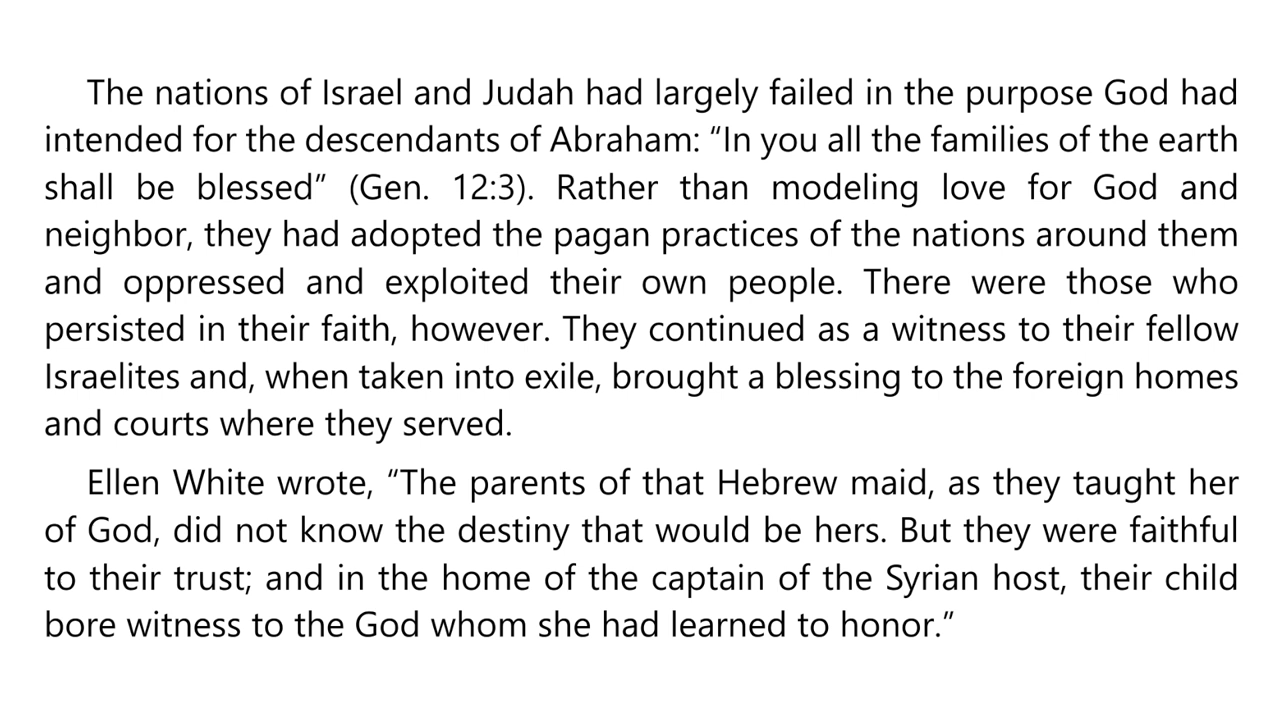 The nations of Israel and Judah had largely failed in the purpose God had
intended for the descendants of Abraham: “In you all the families of the earth
shall be blessed” (Gen. 12:3). Rather than modeling love for God and
neighbor, they had adopted the pagan practices of the nations around them
and oppressed and exploited their own people. There were those who
persisted in their faith, however. They continued as a witness to their fellow
Israelites and, when taken into exile, brought a blessing to the foreign homes
and courts where they served.
Ellen White wrote, “The parents of that Hebrew maid, as they taught her
of God, did not know the destiny that would be hers. But they were faithful
to their trust; and in the home of the captain of the Syrian host, their child
bore witness to the God whom she had learned to honor.”